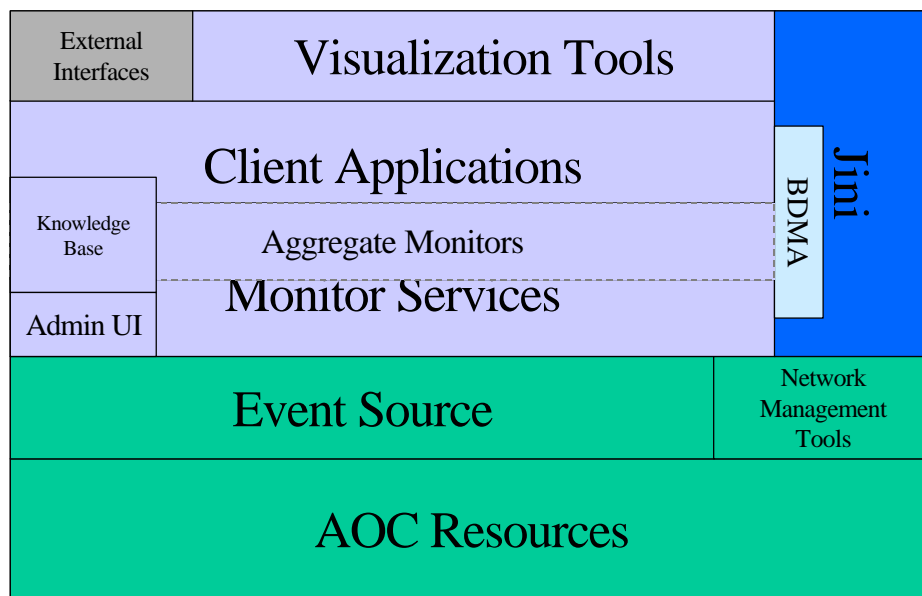 External
Interfaces
Visualization Tools
Client Applications
Jini
BDMA
Knowledge
Base
Aggregate Monitors
Monitor Services
Admin UI
Event Source
Network
Management
Tools
AOC Resources